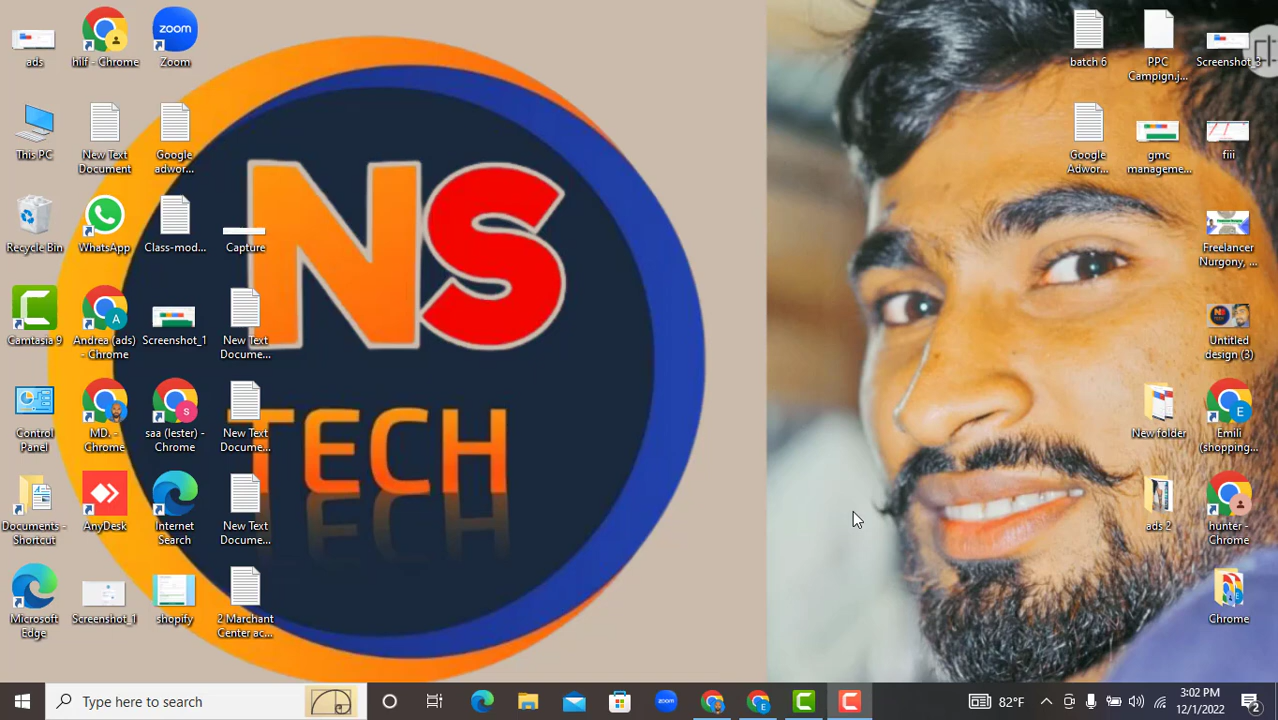 ads
hilf - Chrome
Zoom
zoom
This PC
New Text
Document
Google
adwor...
Recycle Bin
WhatsApp
Class-mod...
Capture
Camtasia 9
Andrea (ads)
- Chrome
Screenshot_1
New Text
Docume...
Control
Panel
MD. -
Chrome
saa (lester) -
Chrome
New Text
Docume...
Documents -
Shortcut
AnyDesk
Internet
Search
New Text
Docume...
Microsoft
Edge
Screenshot_1
shopify
2 Marchant
Center ac...
NS
TECH
batch 6
PPC
Campign.j...
Screenshot_3
Google
Adwor...
gmc
manageme...
fiii
Freelancer
Nurgony, ...
Untitled
design (3)
New folder
Emili
(shopping...
ads 2
hunter -
Chrome
Chrome
Type here to search
zoom
82°F
3:02 PM
12/1/2022
2